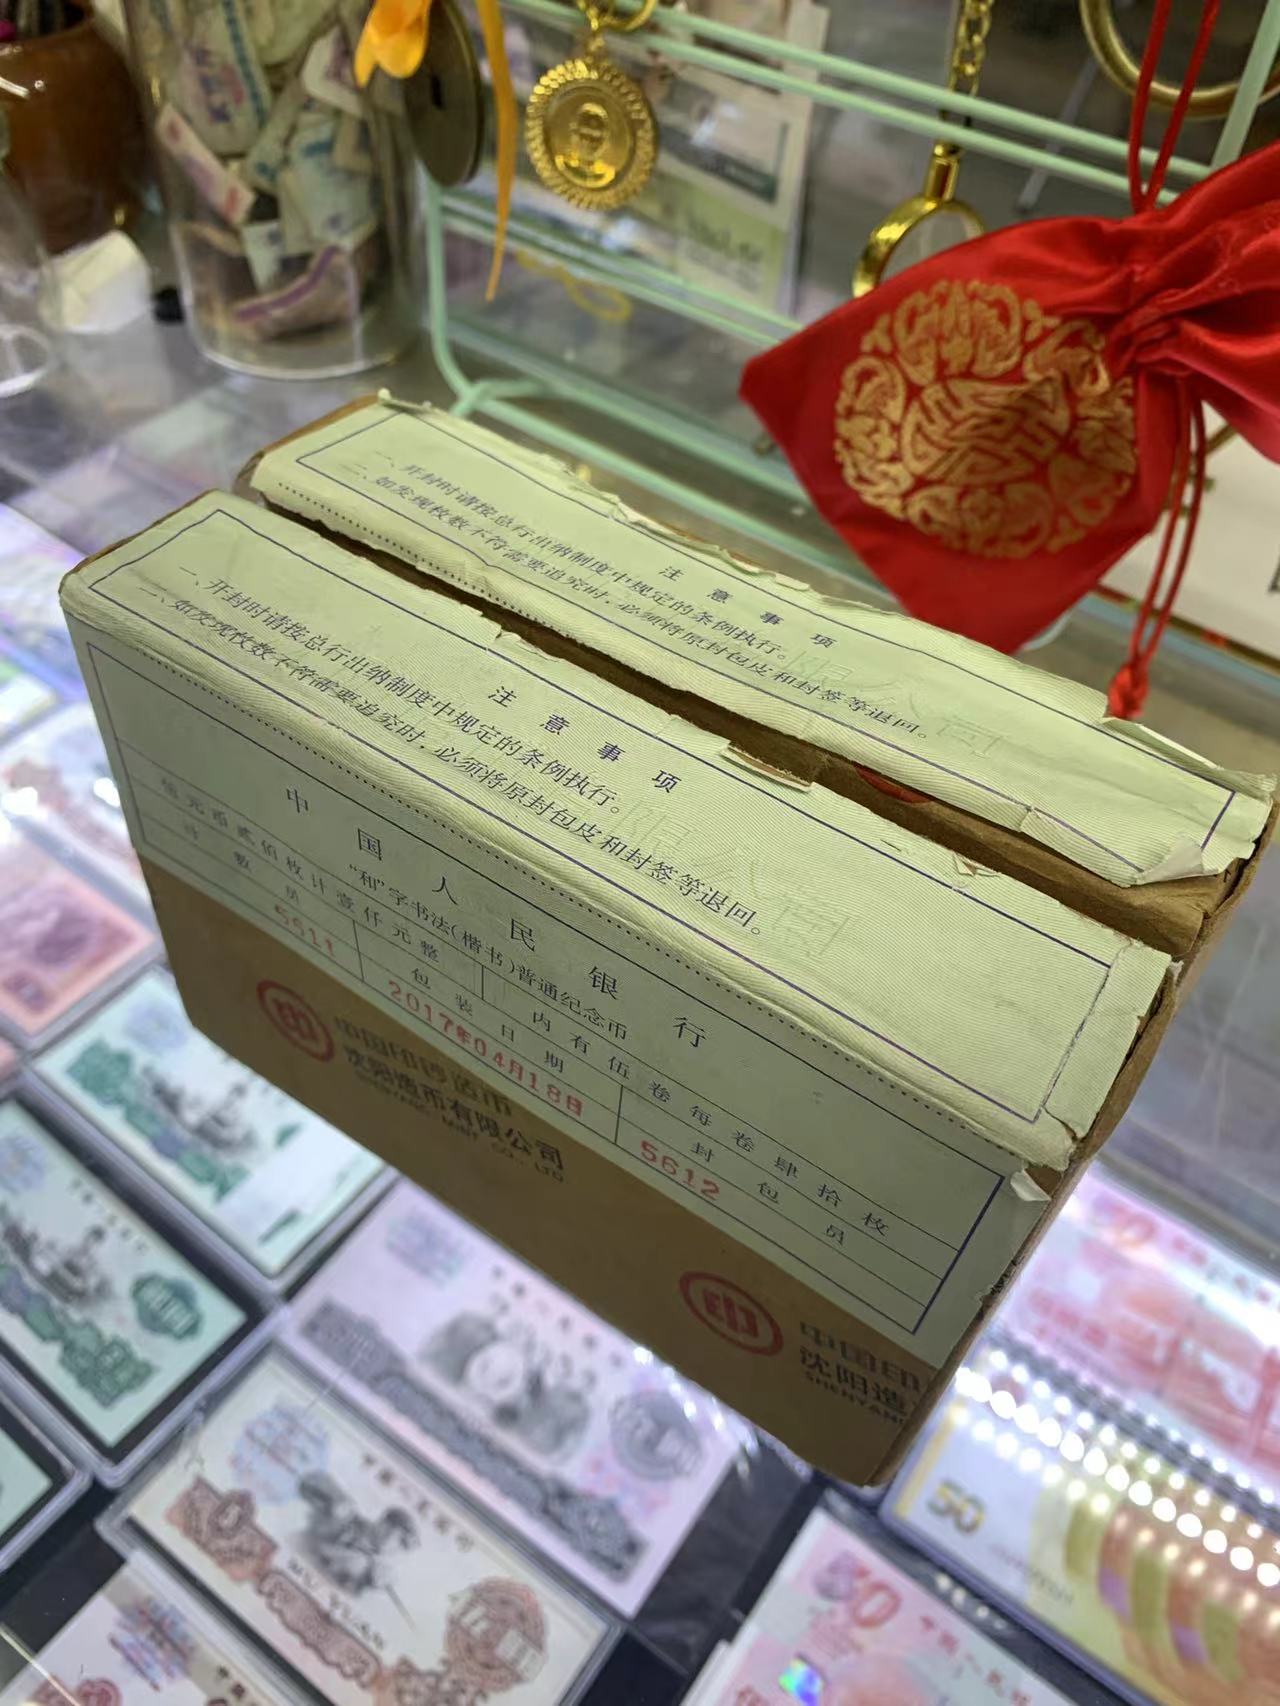 注意事项
一、开封时请按总行出纳制度中规定的条例执行。
二、如发现枚数不符需要追究时，必须将原封包皮和封签等退回。
注意事项
一、开封时请按总行出纳制度中规定的条例执行。
二、如发现枚数不符需要追究时，必须将原封包皮和封签等退回。
中国人民银行
“和”字书法(楷书)普通纪念币
伍元币贰佰枚计壹仟元整
内有伍卷每卷肆拾枚
计数员
包装日期
封包员
5511
2017年04月18日
5612
中国印钞造币
沈阳造币有限公司
SHENYANG MINT CO., LTD
中国印
沈阳造
SHENYANG
50